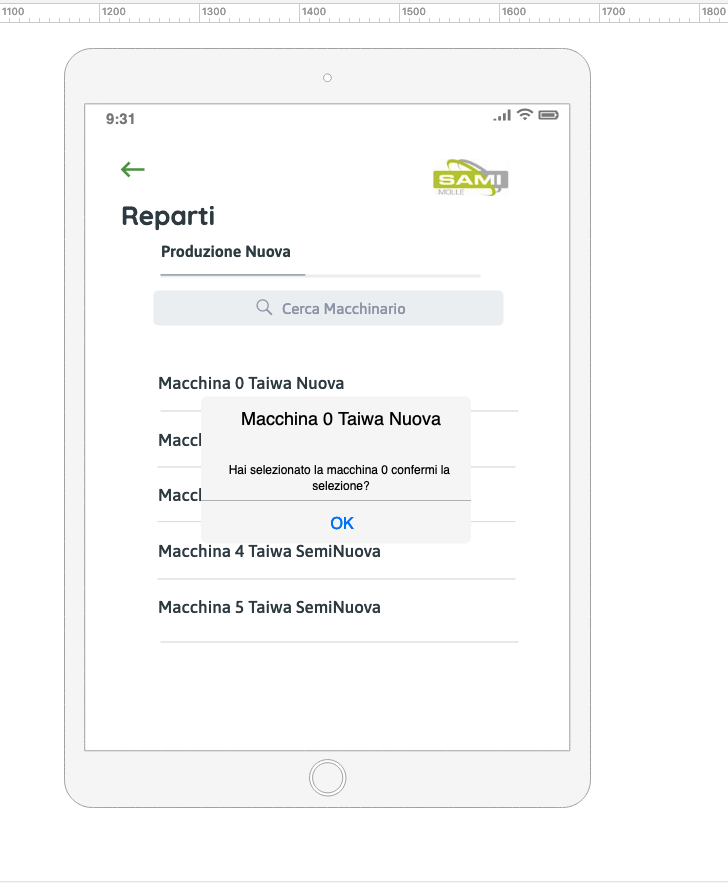 1100 1200 1300 1400 1500 1600 1700 1800
9:31
SAMI
MOLLE
Reparti
Produzione Nuova
Cerca Macchinario
Macchina 0 Taiwa Nuova
Macchina 0 Taiwa Nuova
Hai selezionato la macchina 0 confermi la
selezione?
OK
Macchina 4 Taiwa SemiNuova
Macchina 5 Taiwa SemiNuova